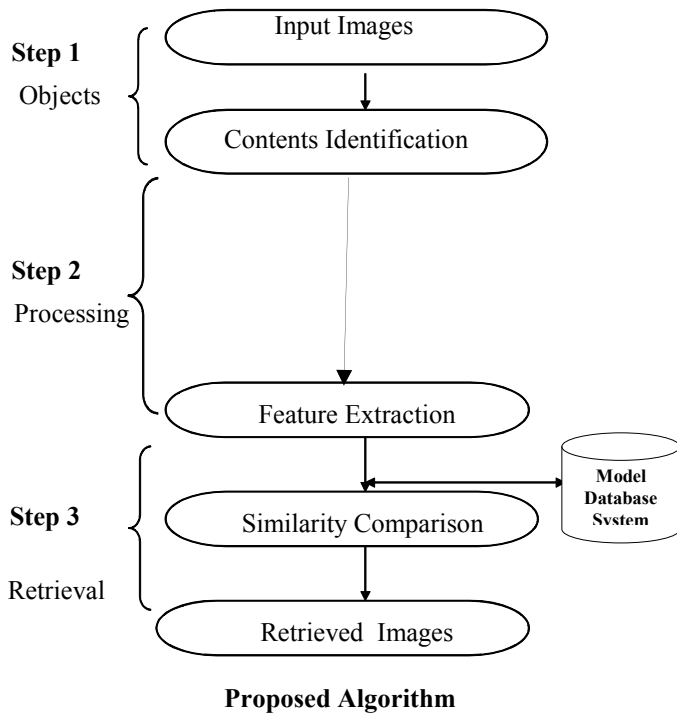 Input Images
Step 1
Objects
Contents Identification
Step 2
Processing
Feature Extraction
Model
Database
System
Step 3
Similarity Comparison
Retrieval
Retrieved Images
Proposed Algorithm